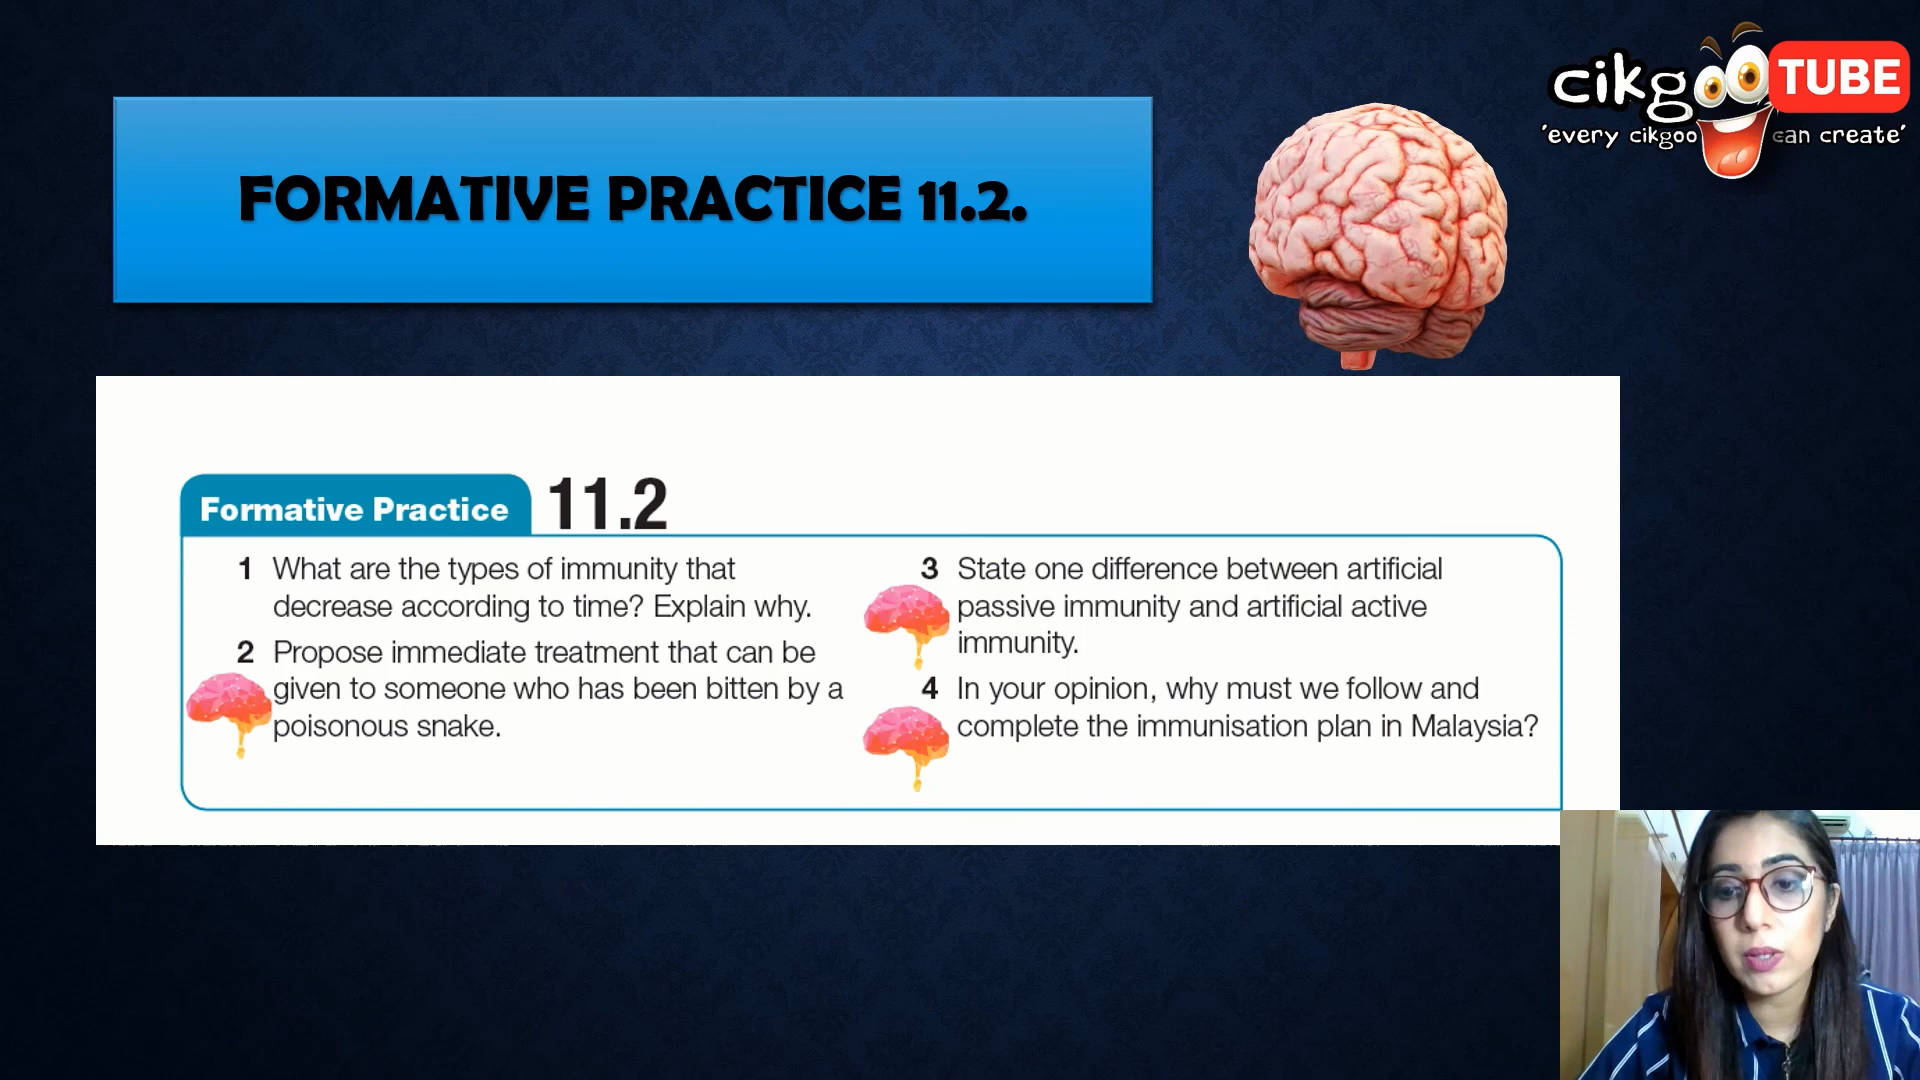 cikgooTUBE
'every cikgoo can create'
FORMATIVE PRACTICE 11.2.
Formative Practice 11.2
1 What are the types of immunity that
decrease according to time? Explain why.
2 Propose immediate treatment that can be
given to someone who has been bitten by a
poisonous snake.
3 State one difference between artificial
passive immunity and artificial active
immunity.
4 In your opinion, why must we follow and
complete the immunisation plan in Malaysia?